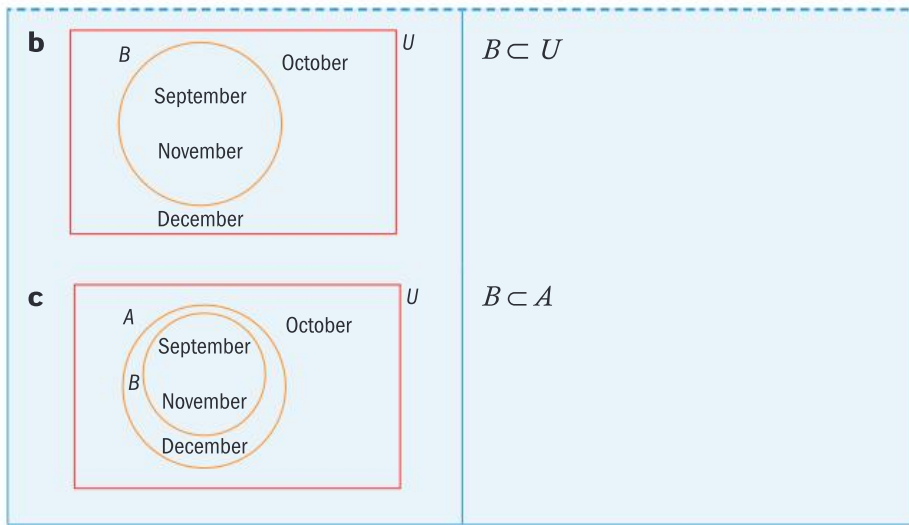 b
B
U
October
September
November
December
B ⊂ U
c
A
U
October
September
B
November
December
B ⊂ A